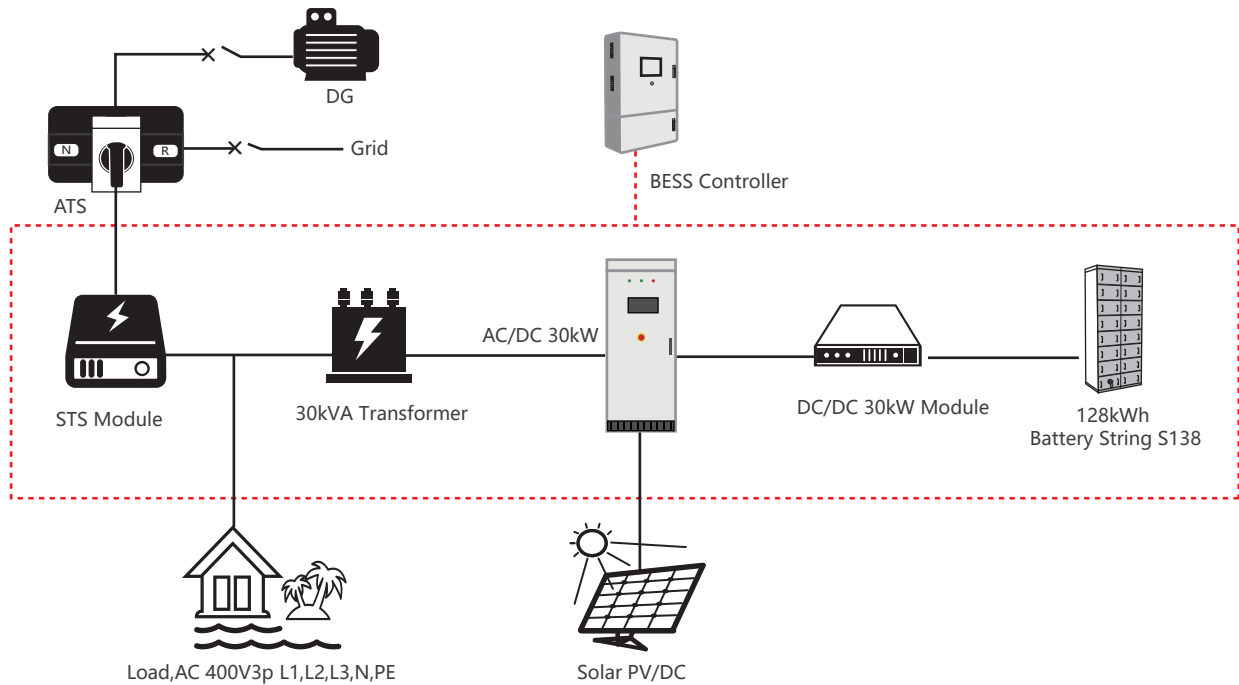 DG
N
R
Grid
ATS
BESS Controller
AC/DC 30kW
STS Module
30kVA Transformer
DC/DC 30kW Module
128kWh
Battery String S138
Load,AC 400V3p L1,L2,L3,N,PE
Solar PV/DC